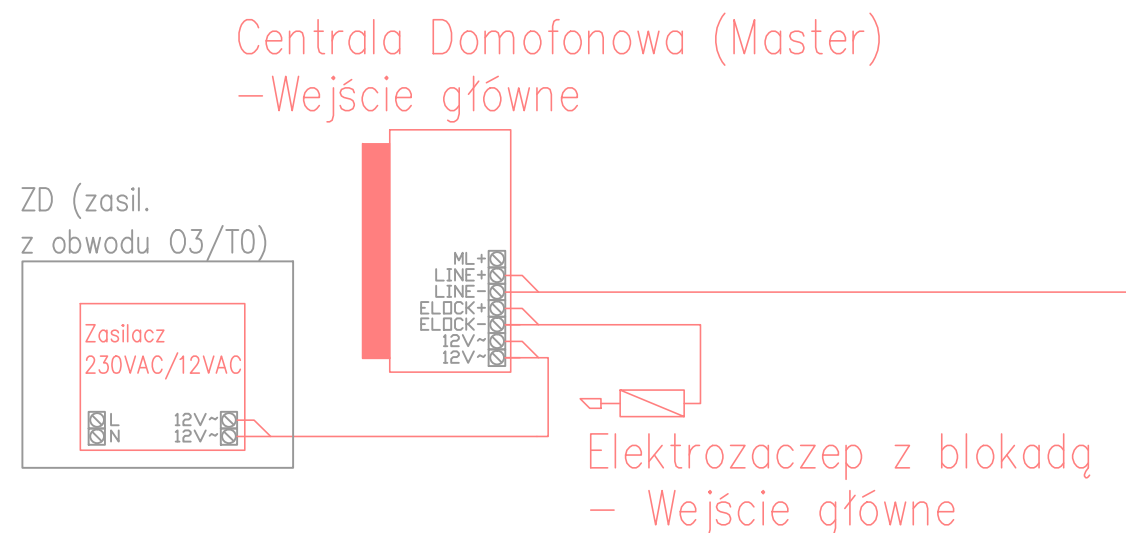 Centrala Domofonowa (Master)
-Wejście główne
ZD (zasil.
z obwodu 03/T0)
ML+
LINE+
LINE-
ELOCK+
ELOCK-
12V~
12V~
Zasilacz
230VAC/12VAC
L
N
12V~
12V~
Elektrozaczep z blokadą
- Wejście główne